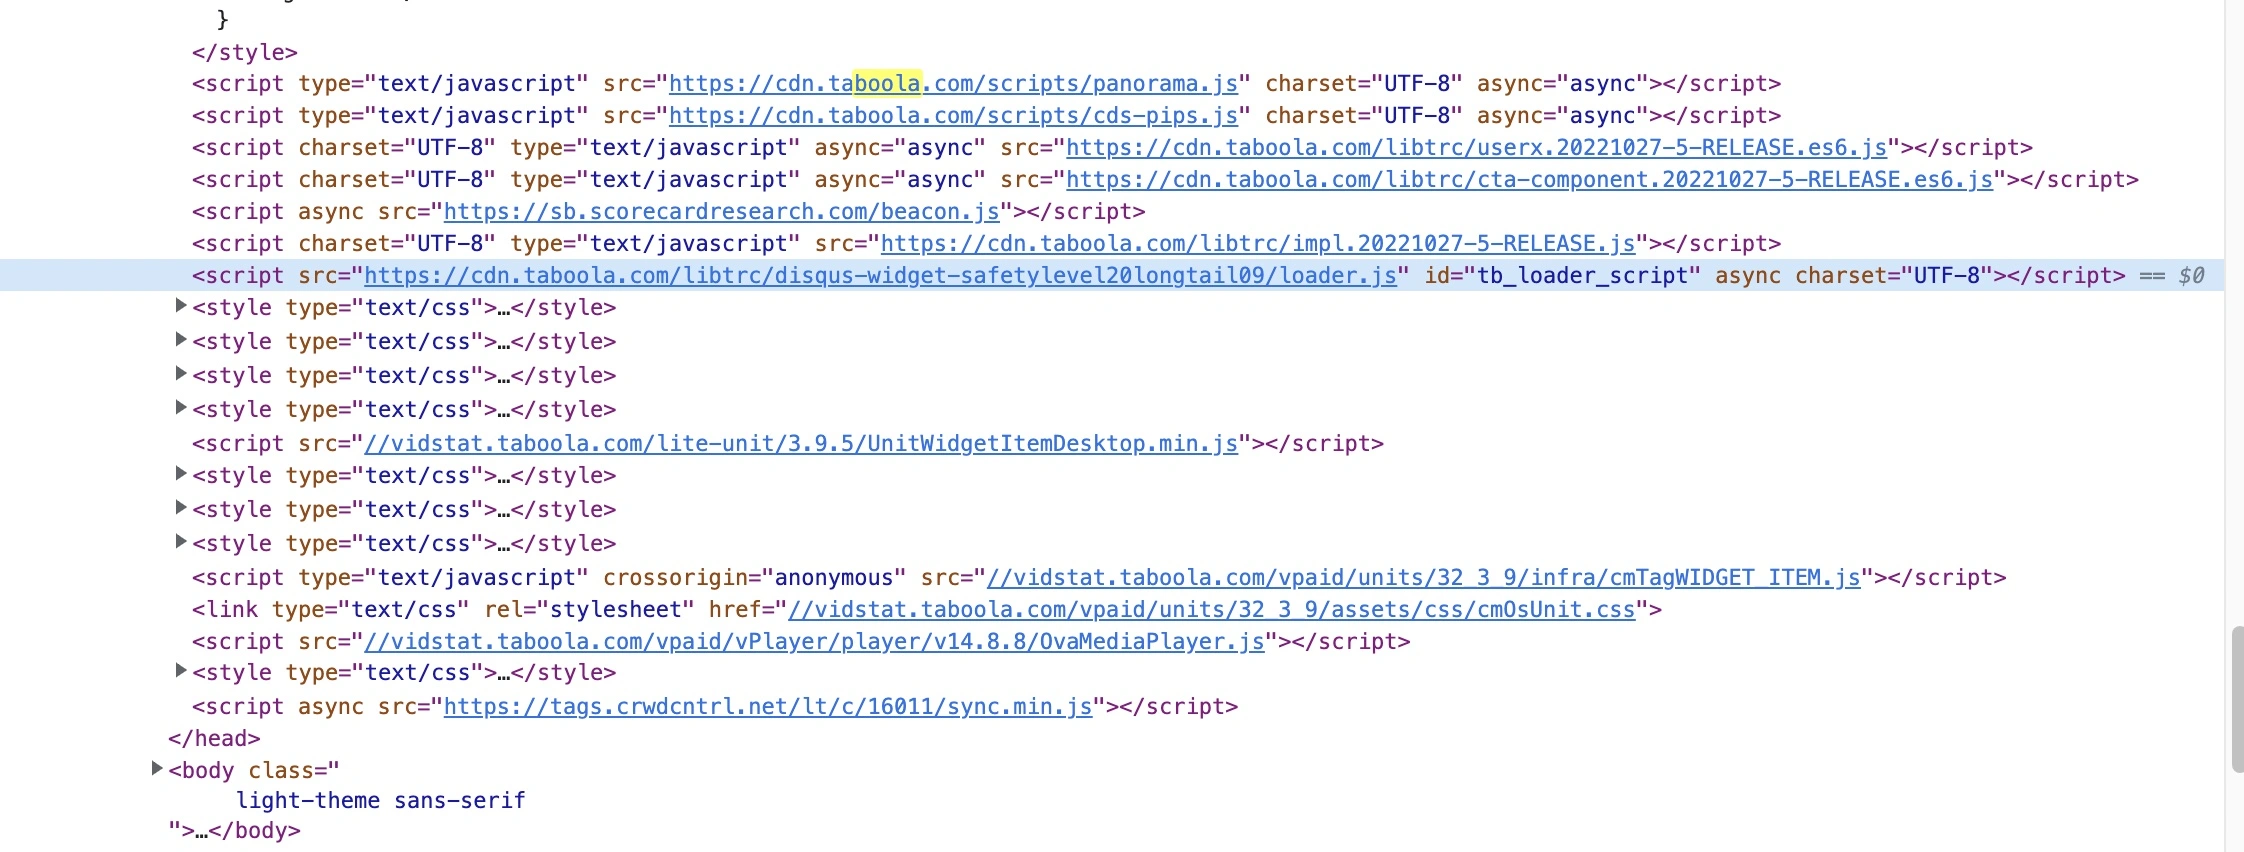 }
</style>
<script type="text/javascript" src="https://cdn.taboola.com/scripts/panorama.js" charset="UTF-8" async="async"></script>
<script type="text/javascript" src="https://cdn.taboola.com/scripts/cds-pips.js" charset="UTF-8" async="async"></script>
<script charset="UTF-8" type="text/javascript" async="async" src="https://cdn.taboola.com/libtrc/userx.20221027-5-RELEASE.es6.js"></script>
<script charset="UTF-8" type="text/javascript" async="async" src="https://cdn.taboola.com/libtrc/cta-component.20221027-5-RELEASE.es6.js"></script>
<script async src="https://sb.scorecardresearch.com/beacon.js"></script>
<script charset="UTF-8" type="text/javascript" src="https://cdn.taboola.com/libtrc/impl.20221027-5-RELEASE.js"></script>
<script src="https://cdn.taboola.com/libtrc/disqus-widget-safetylevel20longtail09/loader.js" id="tb_loader_script" async charset="UTF-8"></script> == $0
<style type="text/css">…</style>
<style type="text/css">…</style>
<style type="text/css">…</style>
<style type="text/css">…</style>
<script src="//vidstat.taboola.com/lite-unit/3.9.5/UnitWidgetItemDesktop.min.js"></script>
<style type="text/css">…</style>
<style type="text/css">…</style>
<style type="text/css">…</style>
<script type="text/javascript" crossorigin="anonymous" src="//vidstat.taboola.com/vpaid/units/32_3_9/infra/cmTagWIDGET_ITEM.js"></script>
<link type="text/css" rel="stylesheet" href="//vidstat.taboola.com/vpaid/units/32_3_9/assets/css/cmOsUnit.css">
<script src="//vidstat.taboola.com/vpaid/vPlayer/player/v14.8.8/OvaMediaPlayer.js"></script>
<style type="text/css">…</style>
<script async src="https://tags.crwdcntrl.net/lt/c/16011/sync.min.js"></script>
</head>
<body class="
light-theme sans-serif
">…</body>